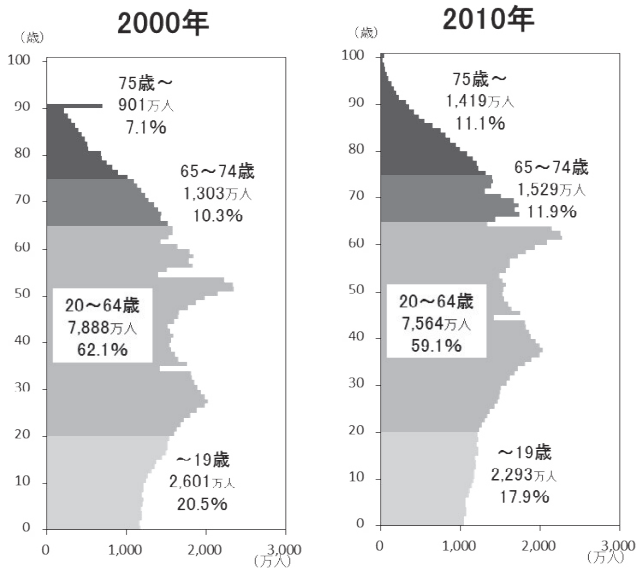 2000年
(歳)
100
90
80
70
60
50
40
30
20
10
0
75歳～
901万人
7.1%
65～74歳
1,303万人
10.3%
20～64歳
7,888万人
62.1%
～19歳
2,601万人
20.5%
0
1,000
2,000
3,000
(万人)
2010年
(歳)
100
90
80
70
60
50
40
30
20
10
0
75歳～
1,419万人
11.1%
65～74歳
1,529万人
11.9%
20～64歳
7,564万人
59.1%
～19歳
2,293万人
17.9%
0
1,000
2,000
3,000
(万人)